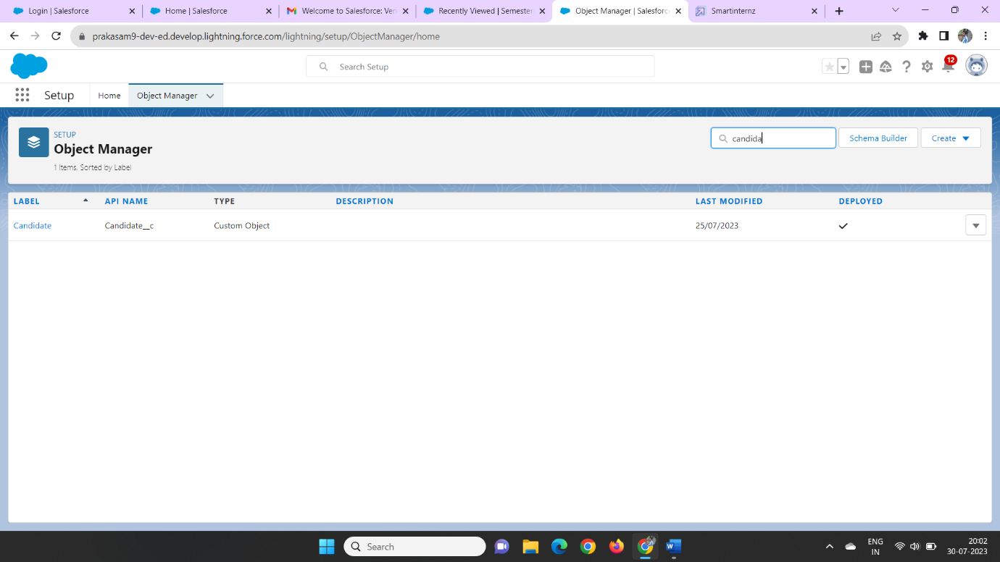 Login | Salesforce
Home | Salesforce
Welcome to Salesforce: Ver
Recently Viewed | Semester
Object Manager | Salesforce
Smartinternz
prakasam9-dev-ed.develop.lightning.force.com/lightning/setup/ObjectManager/home
Search Setup
12
Setup
Home
Object Manager
SETUP
Object Manager
1 Items, Sorted by Label
candida
Schema Builder
Create
LABEL API NAME TYPE DESCRIPTION LAST MODIFIED DEPLOYED
Candidate Candidate__c Custom Object 25/07/2023
Search
ENG
IN
20:02
30-07-2023